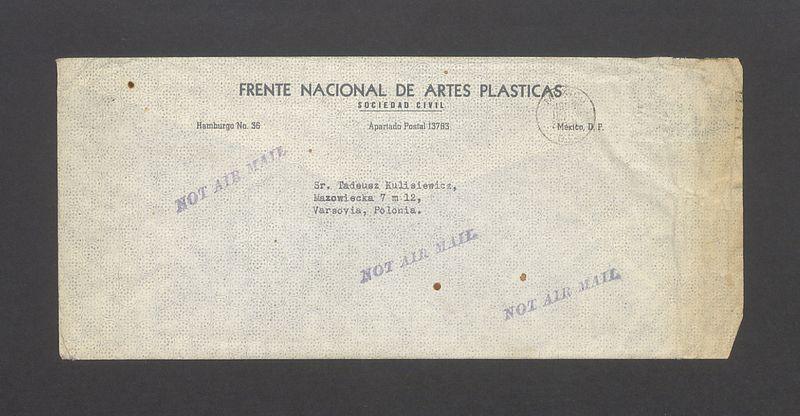 FRENTE NACIONAL DE ARTES PLASTICAS
SOCIEDAD CIVIL
Hamburgo No. 36 Apartado Postal 13783 México, D. F.
NOT AIR MAIL
Sr. Tadeusz Kulisiewicz,
Mazowiecka 7 m 12,
Varsovia, Polonia.
NOT AIR MAIL
NOT AIR MAIL